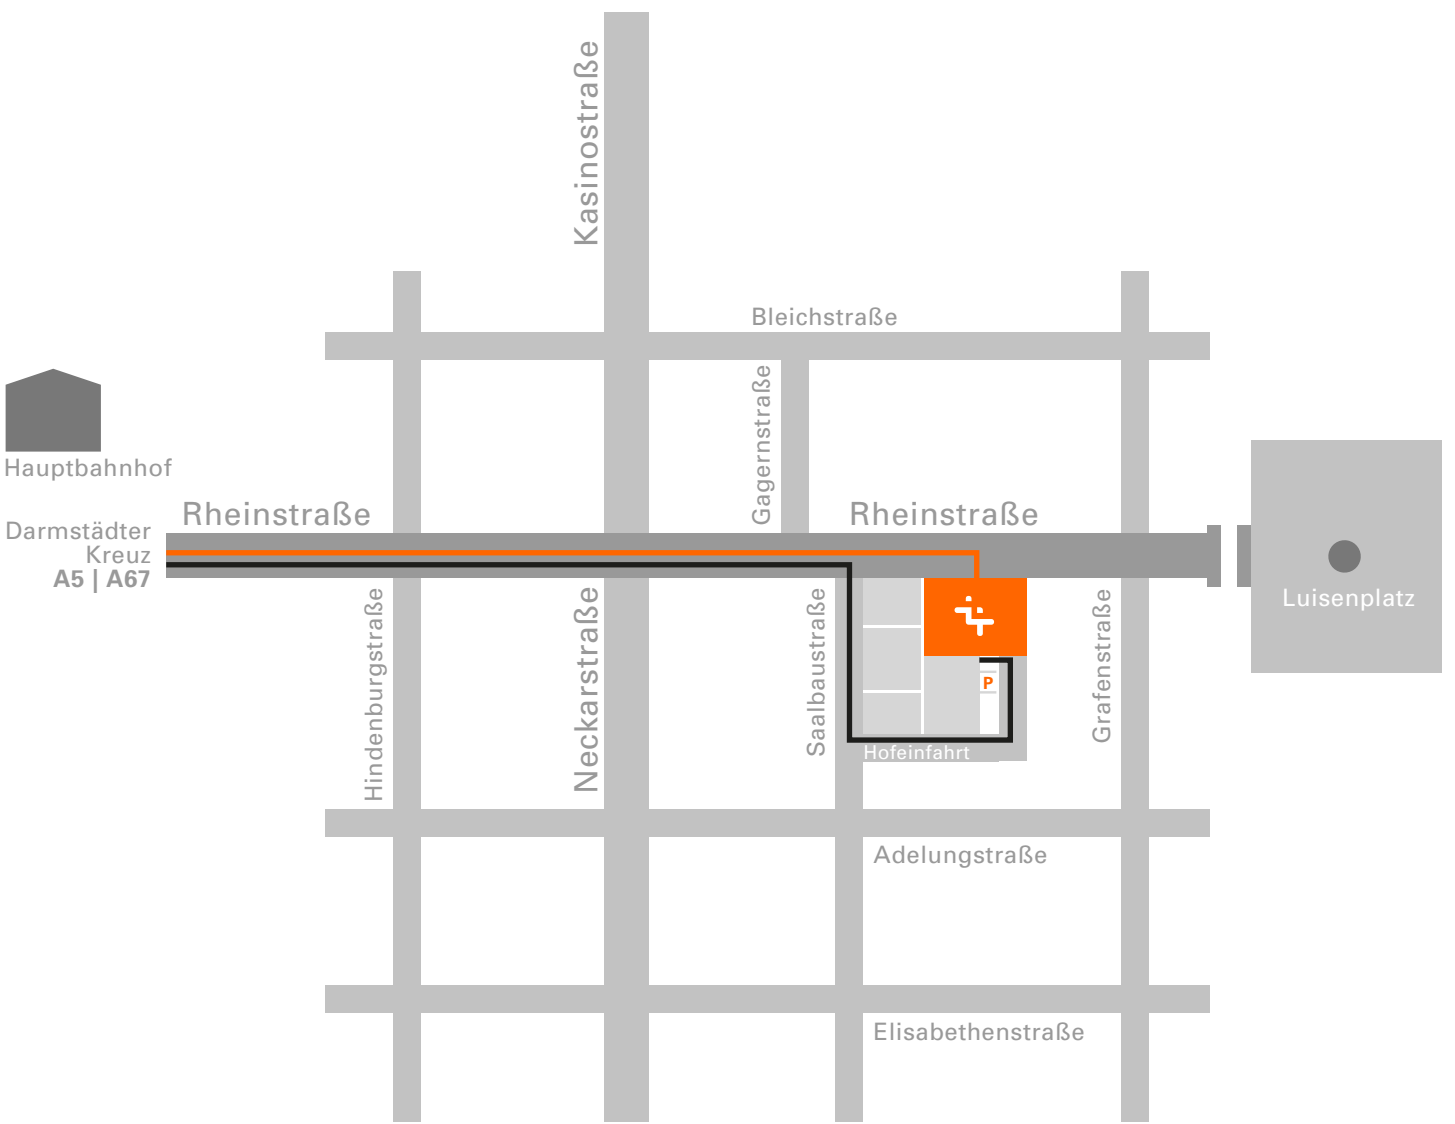 Kasinostraße
Bleichstraße
Gagernstraße
Hauptbahnhof
Rheinstraße
Rheinstraße
Darmstädter
Kreuz
A5 | A67
Hindenburgstraße
Neckarstraße
Saalbaustraße
Grafenstraße
Luisenplatz
P
Hofeinfahrt
Adelungstraße
Elisabethenstraße